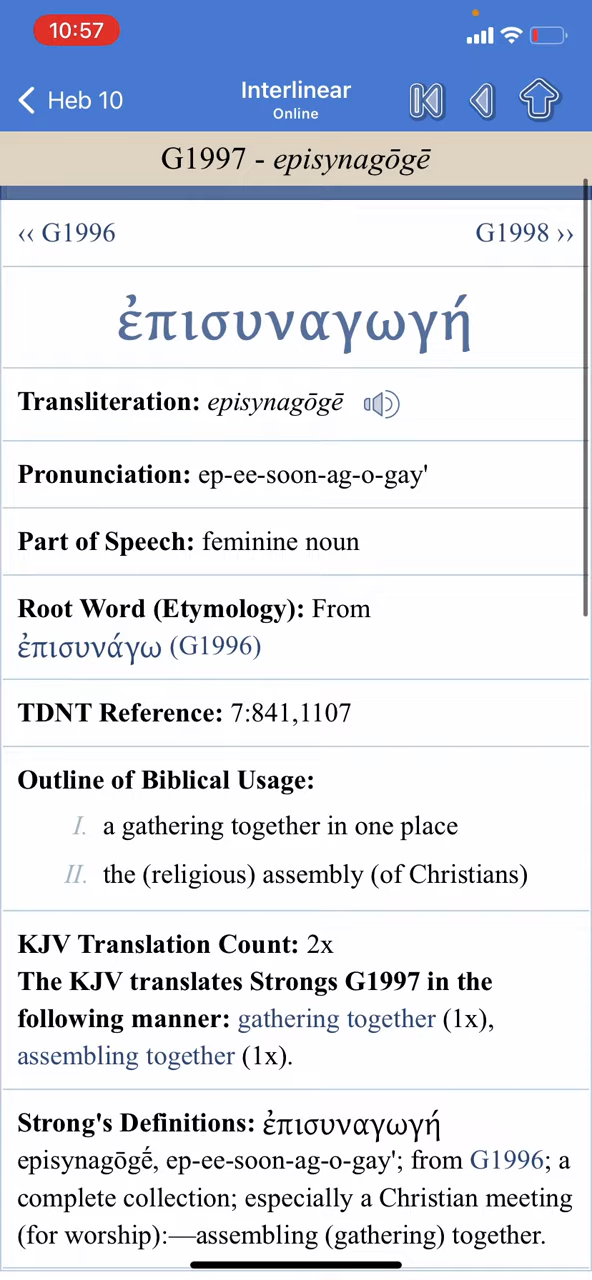 10:57
Heb 10
Interlinear
Online
G1997 - episynagōgē
‹‹ G1996
G1998 ››
ἐπισυναγωγή
Transliteration: episynagōgē
Pronunciation: ep-ee-soon-ag-o-gay'
Part of Speech: feminine noun
Root Word (Etymology): From
ἐπισυνάγω (G1996)
TDNT Reference: 7:841,1107
Outline of Biblical Usage:
I. a gathering together in one place
II. the (religious) assembly (of Christians)
KJV Translation Count: 2x
The KJV translates Strongs G1997 in the
following manner: gathering together (1x),
assembling together (1x).
Strong's Definitions: ἐπισυναγωγή
episynagōgḗ, ep-ee-soon-ag-o-gay'; from G1996; a
complete collection; especially a Christian meeting
(for worship):—assembling (gathering) together.